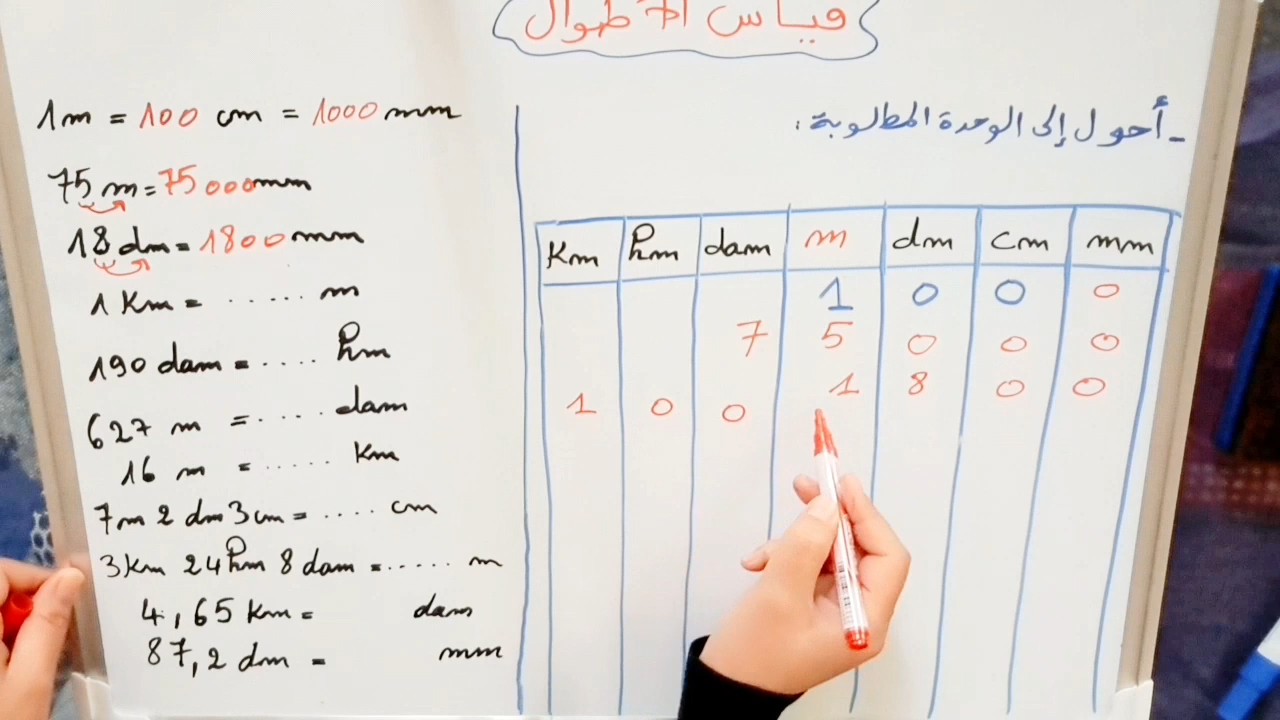 قياس الأطوال
1m = 100 cm = 1000 mm
75 m = 75000 mm
18 dm = 1800 mm
1 Km = ...... m
190 dam = .... hm
627 m = .... dam
16 m = ...... Km
7m 2 dm 3 cm = .... cm
3 Km 24 hm 8 dam = ...... m
4,65 Km = dam
87,2 dm = mm
- أحول إلى الوحدة المطلوبة :
Km hm dam m dm cm mm
1 0 0 0
7 5 0 0 0
1 8 0 0
1 0 0